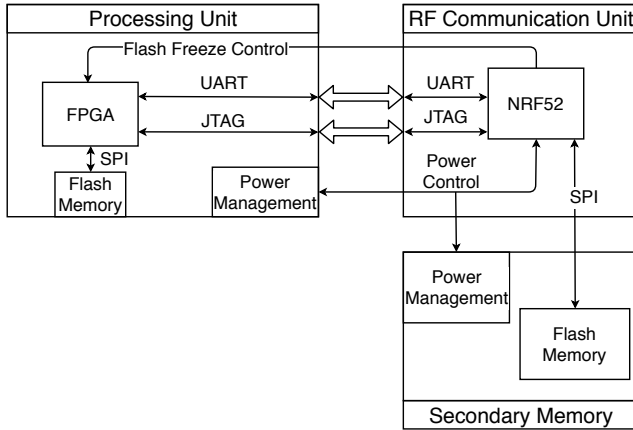 Processing Unit
RF Communication Unit
Flash Freeze Control
FPGA
UART
UART
NRF52
JTAG
JTAG
SPI
Flash
Memory
Power
Management
Power
Control
SPI
Power
Management
Flash
Memory
Secondary Memory